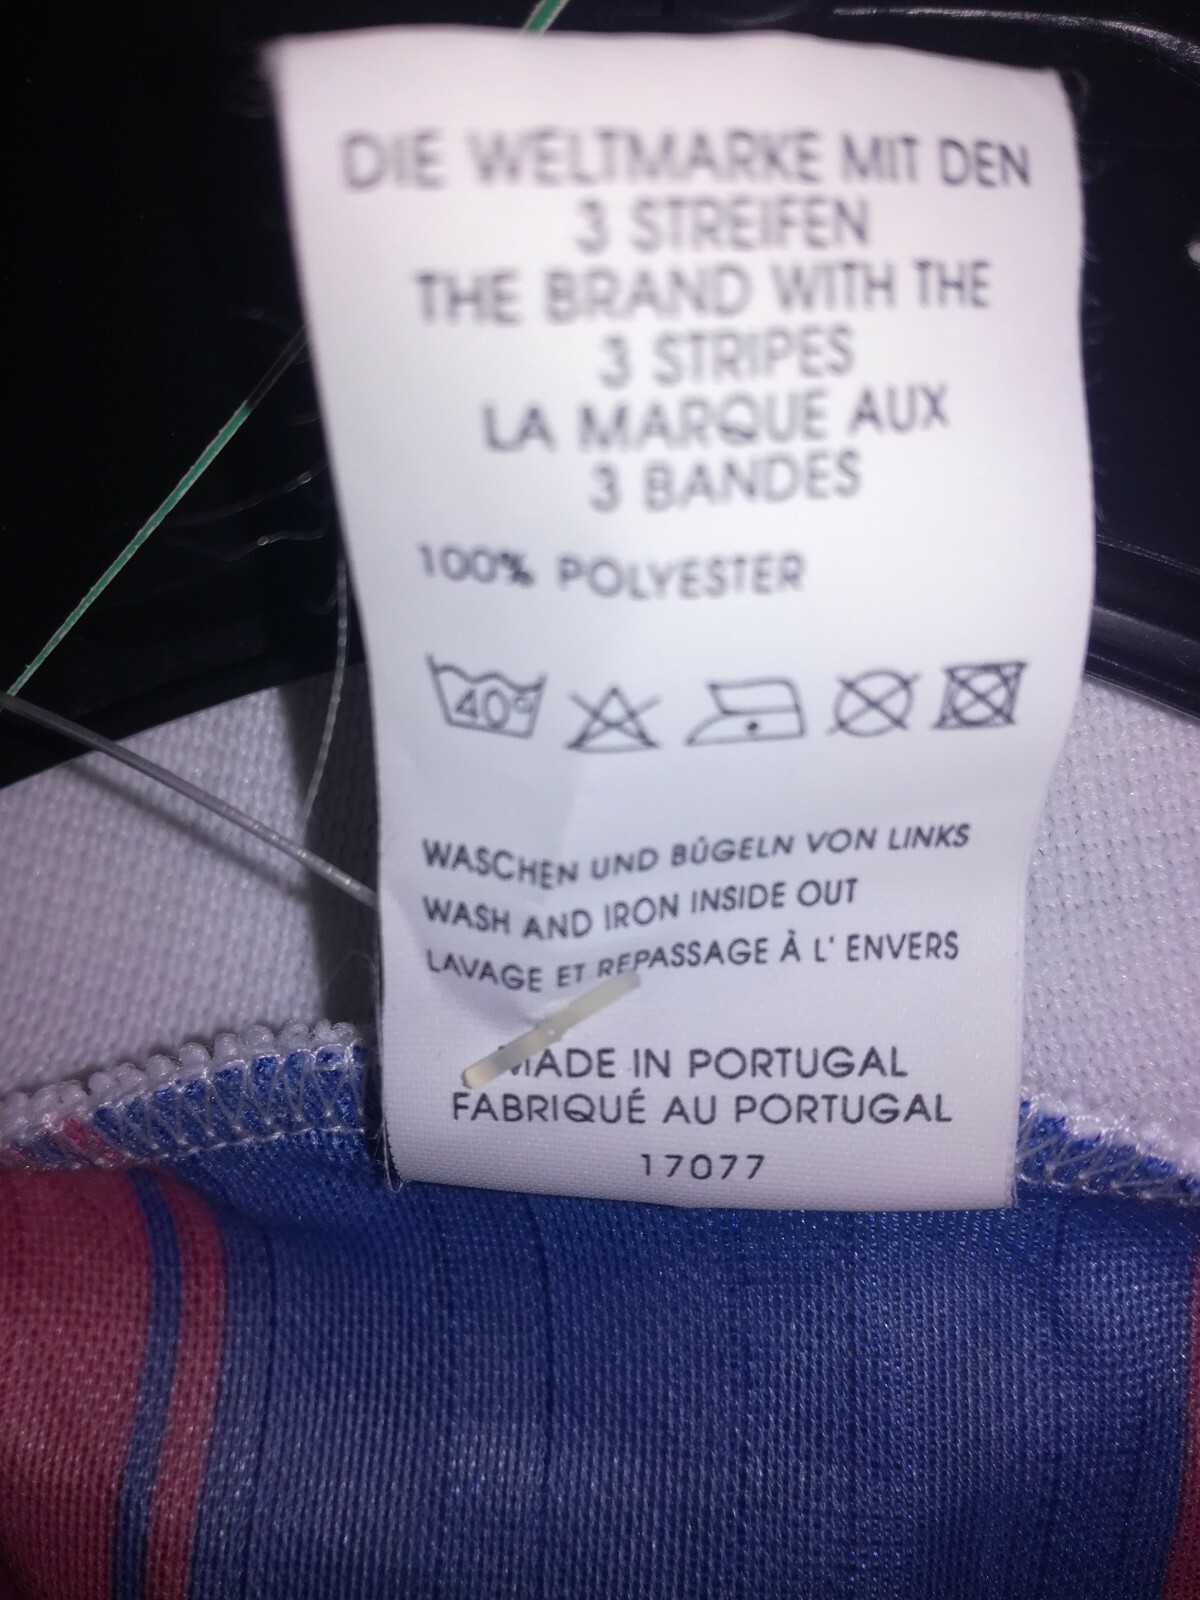 DIE WELTMARKE MIT DEN
3 STREIFEN
THE BRAND WITH THE
3 STRIPES
LA MARQUE AUX
3 BANDES
100% POLYESTER
40°
WASCHEN UND BÜGELN VON LINKS
WASH AND IRON INSIDE OUT
LAVAGE ET REPASSAGE À L' ENVERS
MADE IN PORTUGAL
FABRIQUÉ AU PORTUGAL
17077